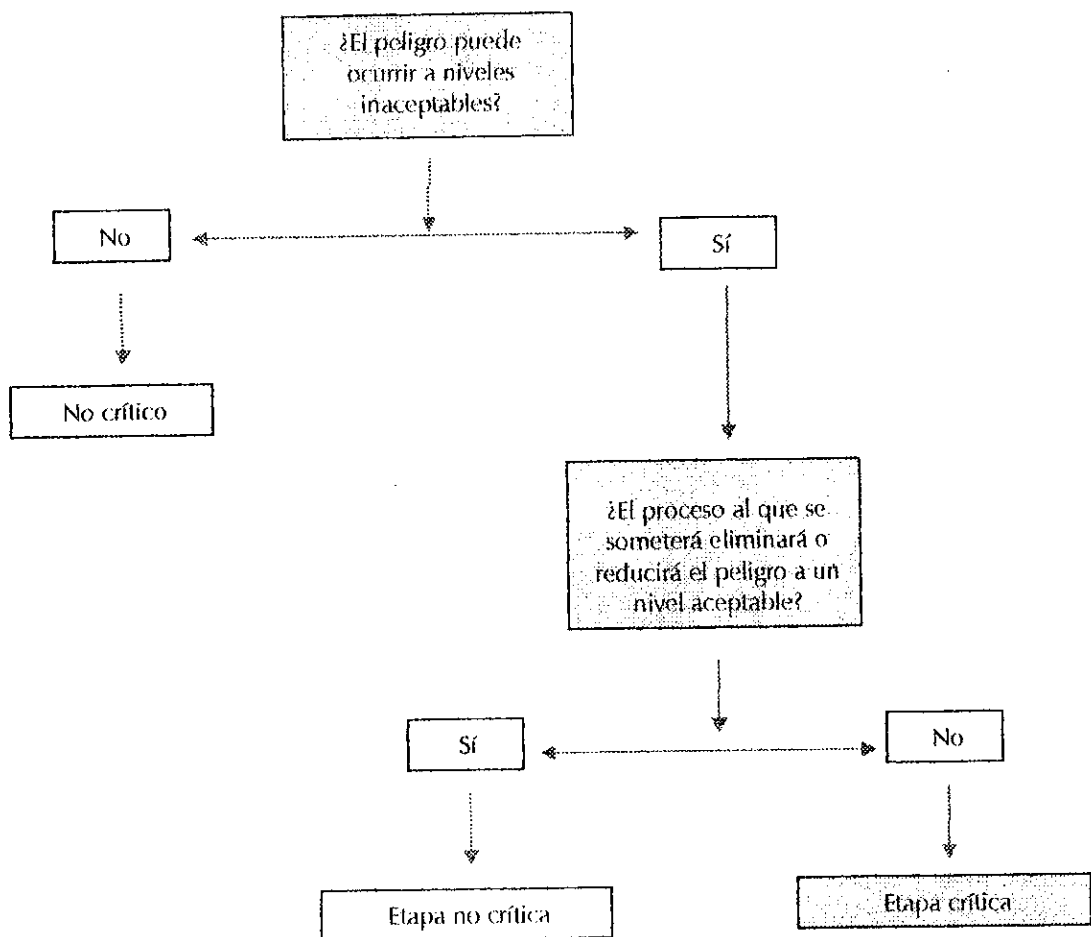 ¿El peligro puede
ocurrir a niveles
inaceptables?
No
Sí
No crítico
¿El proceso al que se
someterá eliminará o
reducirá el peligro a un
nivel aceptable?
Sí
No
Etapa no crítica
Etapa crítica